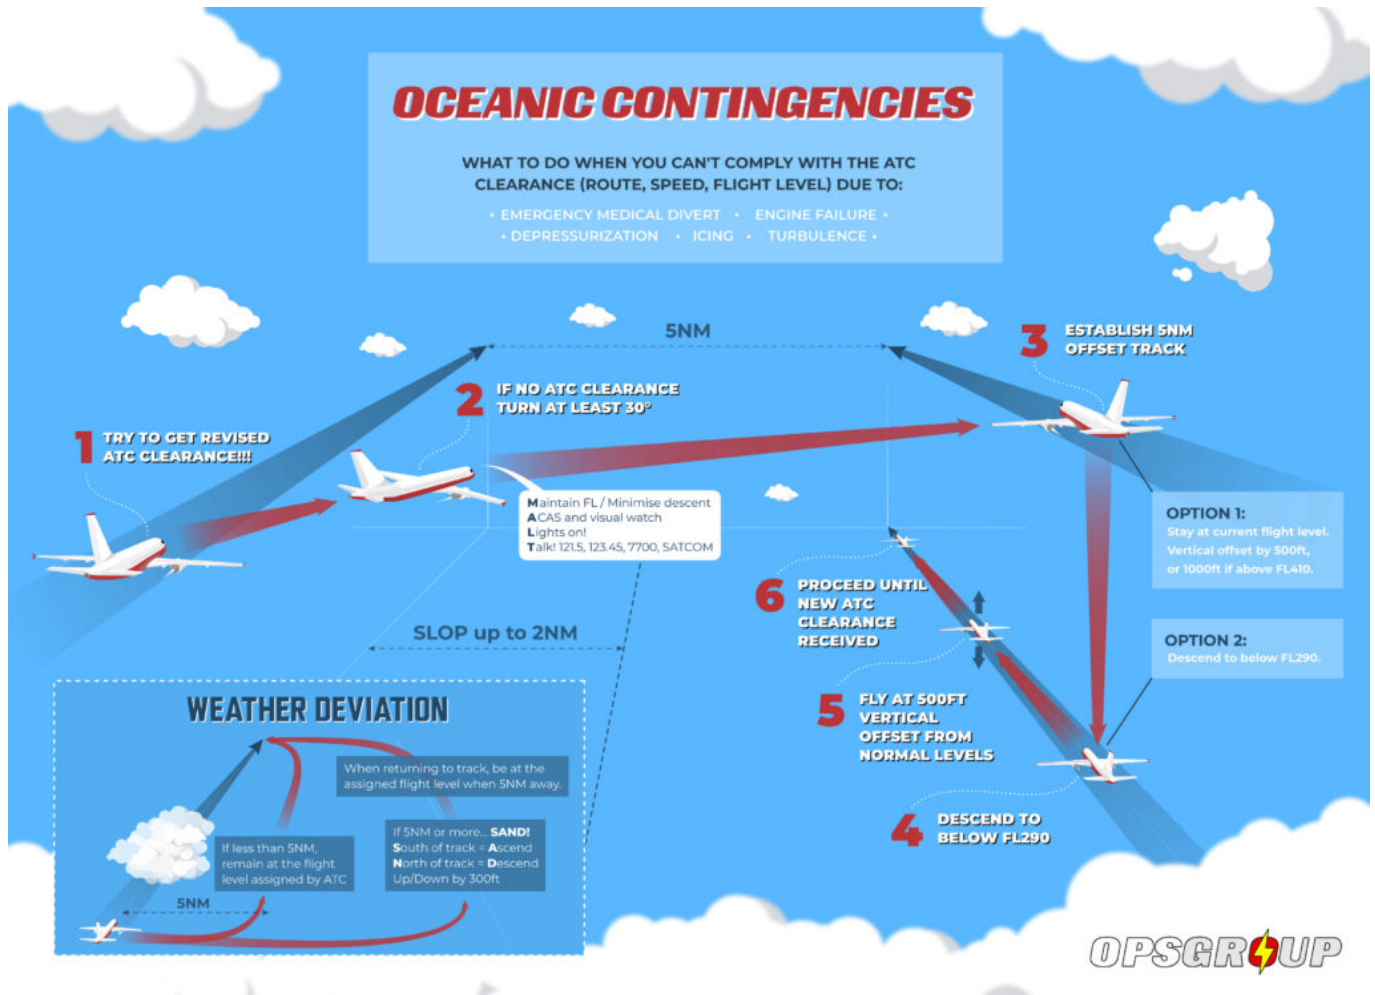 OCEANIC CONTINGENCIES
WHAT TO DO WHEN YOU CAN'T COMPLY WITH THE ATC
CLEARANCE (ROUTE, SPEED, FLIGHT LEVEL) DUE TO:
• EMERGENCY MEDICAL DIVERT • ENGINE FAILURE •
• DEPRESSURIZATION • ICING • TURBULENCE •
5NM
3 ESTABLISH 5NM
OFFSET TRACK
2 IF NO ATC CLEARANCE
TURN AT LEAST 30°
1 TRY TO GET REVISED
ATC CLEARANCE!!!
Maintain FL / Minimise descent
ACAS and visual watch
Lights on!
Talk! 121.5, 123.45, 7700, SATCOM
OPTION 1:
Stay at current flight level.
Vertical offset by 500ft,
or 1000ft if above FL410.
6 PROCEED UNTIL
NEW ATC
CLEARANCE
RECEIVED
SLOP up to 2NM
OPTION 2:
Descend to below FL290.
5 FLY AT 500FT
VERTICAL
OFFSET FROM
NORMAL LEVELS
4 DESCEND TO
BELOW FL290
WEATHER DEVIATION
When returning to track, be at the
assigned flight level when 5NM away.
If less than 5NM,
remain at the flight
level assigned by ATC
If 5NM or more... SAND!
South of track = Ascend
North of track = Descend
Up/Down by 300ft
5NM
OPSGROUP